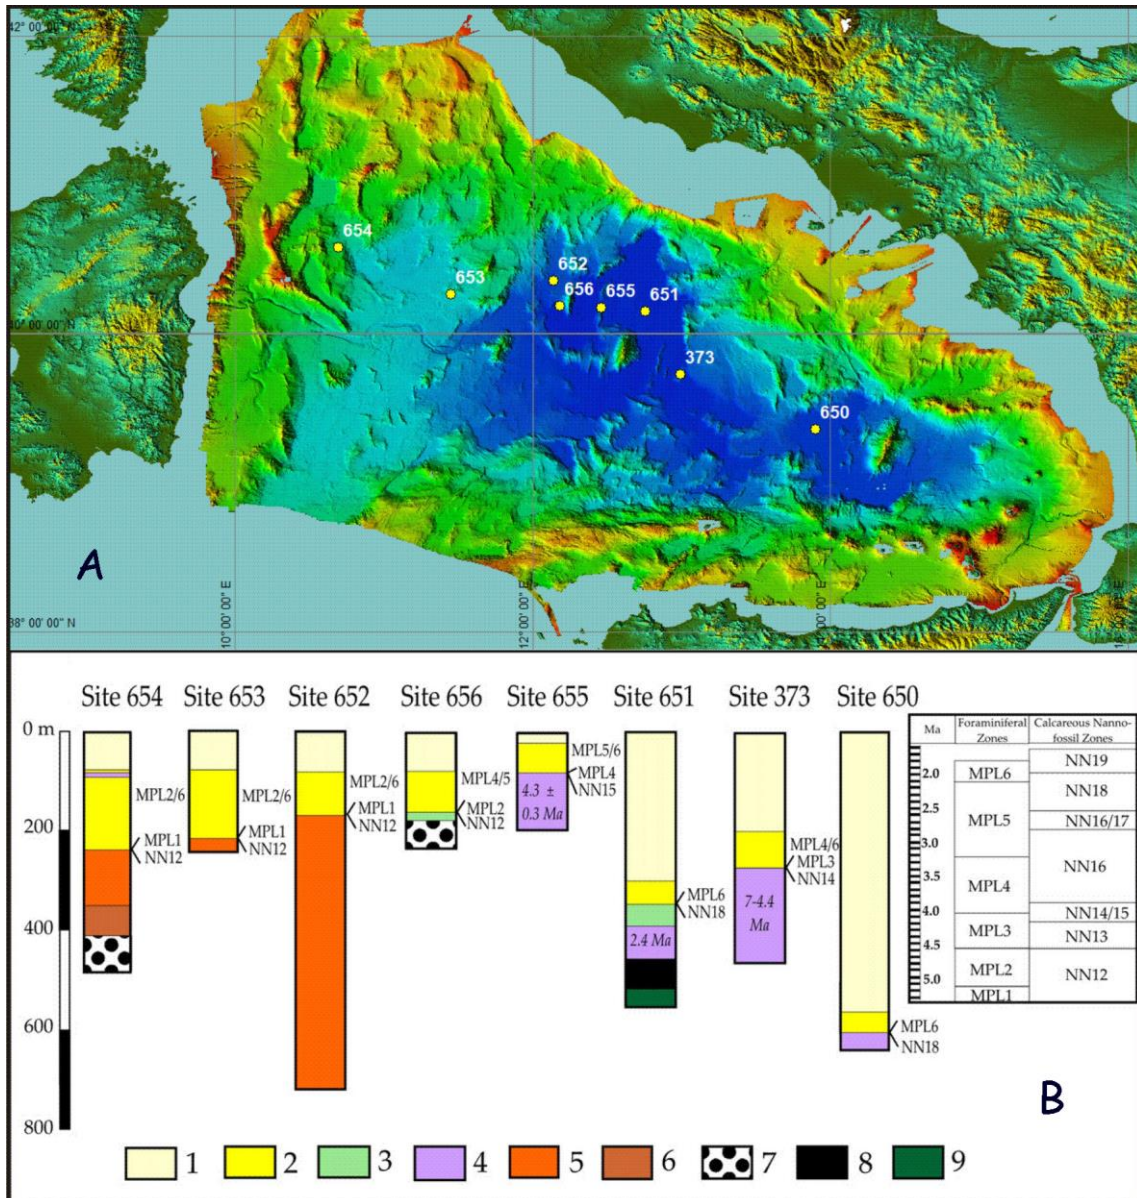 42° 00' 00" N
654
653
652
656
655
651
40° 00' 00" N
373
650
A
38° 00' 00" N
10° 00' 00" E
12° 00' 00" E
00' 00" E
Site 654
Site 653
Site 652
Site 656
Site 655
Site 651
Site 373
Site 650
0 m
200
400
600
800
MPL2/6
MPL1
NN12
MPL2/6
MPL1
NN12
MPL2/6
MPL1
NN12
MPL4/5
MPL2
NN12
MPL5/6
MPL4
NN15
4.3 ±
0.3 Ma
MPL6
NN18
2.4 Ma
MPL4/6
MPL3
NN14
7-4.4
Ma
MPL6
NN18
Ma
Foraminiferal
Zones
Calcareous Nanno-
fossil Zones
2.0
2.5
3.0
3.5
4.0
4.5
5.0
MPL6
MPL5
MPL4
MPL3
MPL2
MPL1
NN19
NN18
NN16/17
NN16
NN14/15
NN13
NN12
B
1
2
3
4
5
6
7
8
9